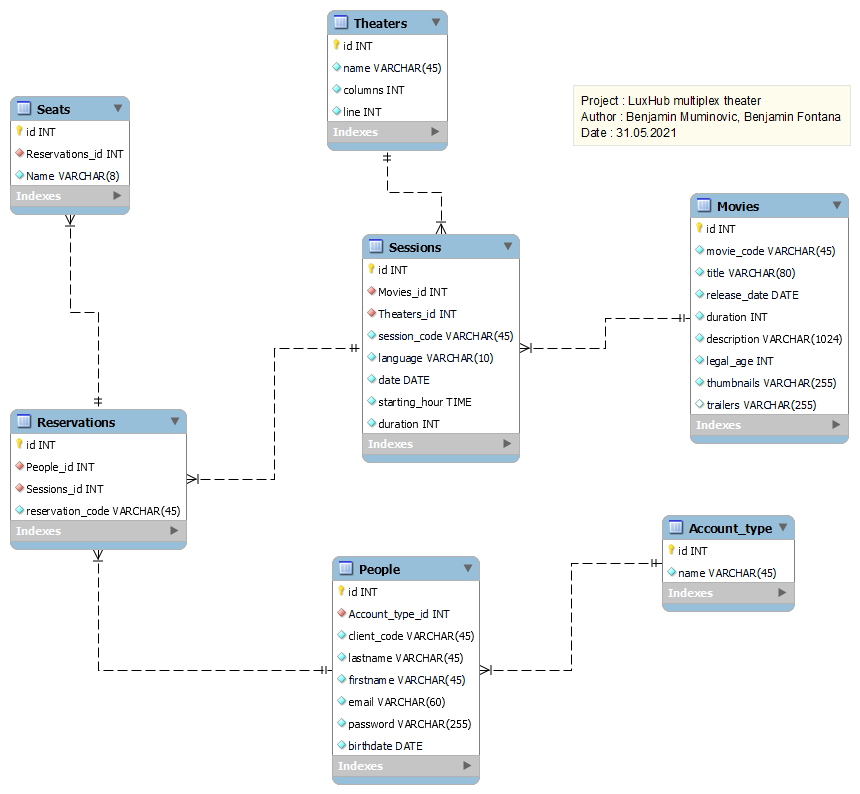 Theaters
id INT
name VARCHAR(45)
columns INT
line INT
Indexes
Project : LuxHub multiplex theater
Author : Benjamin Muminovic, Benjamin Fontana
Date : 31.05.2021
Seats
id INT
Reservations_id INT
Name VARCHAR(8)
Indexes
Sessions
id INT
Movies_id INT
Theaters_id INT
session_code VARCHAR(45)
language VARCHAR(10)
date DATE
starting_hour TIME
duration INT
Indexes
Movies
id INT
movie_code VARCHAR(45)
title VARCHAR(80)
release_date DATE
duration INT
description VARCHAR(1024)
legal_age INT
thumbnails VARCHAR(255)
trailers VARCHAR(255)
Indexes
Reservations
id INT
People_id INT
Sessions_id INT
reservation_code VARCHAR(45)
Indexes
People
id INT
Account_type_id INT
client_code VARCHAR(45)
lastname VARCHAR(45)
firstname VARCHAR(45)
email VARCHAR(60)
password VARCHAR(255)
birthdate DATE
Indexes
Account_type
id INT
name VARCHAR(45)
Indexes